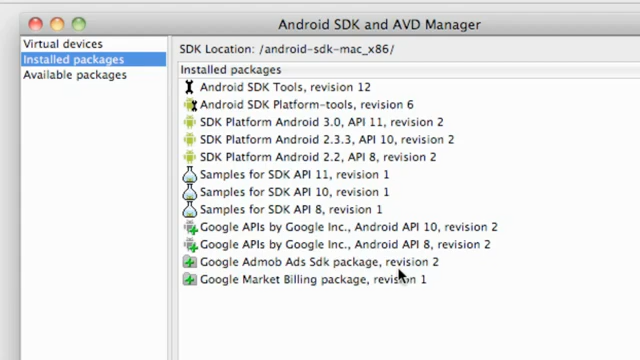 Android SDK and AVD Manager
Virtual devices
Installed packages
Available packages
SDK Location: /android-sdk-mac_x86/
Installed packages
Android SDK Tools, revision 12
Android SDK Platform-tools, revision 6
SDK Platform Android 3.0, API 11, revision 2
SDK Platform Android 2.3.3, API 10, revision 2
SDK Platform Android 2.2, API 8, revision 2
Samples for SDK API 11, revision 1
Samples for SDK API 10, revision 1
Samples for SDK API 8, revision 1
Google APIs by Google Inc., Android API 10, revision 2
Google APIs by Google Inc., Android API 8, revision 2
Google Admob Ads Sdk package, revision 2
Google Market Billing package, revision 1